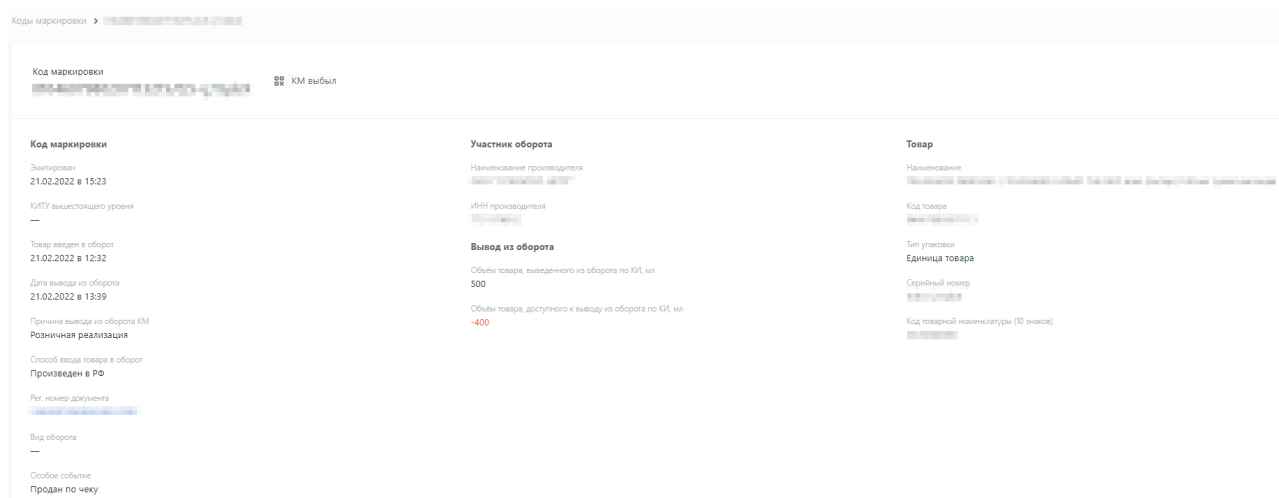 Коды маркировки >
Код маркировки
КМ выбыл
Код маркировки
Эмитирован
21.02.2022 в 15:23
КИТУ вышестоящего уровня
—
Товар введен в оборот
21.02.2022 в 12:32
Дата вывода из оборота
21.02.2022 в 13:39
Причина вывода из оборота КМ
Розничная реализация
Способ ввода товара в оборот
Произведен в РФ
Рег. номер документа
Вид оборота
—
Особое событие
Продан по чеку
Участник оборота
Наименование производителя
ИНН производителя
Вывод из оборота
Объём товара, выведенного из оборота по КИ, мл
500
Объём товара, доступного к выводу из оборота по КИ, мл
-400
Товар
Наименование
Код товара
Тип упаковки
Единица товара
Серийный номер
Код товарной номенклатуры (10 знаков)